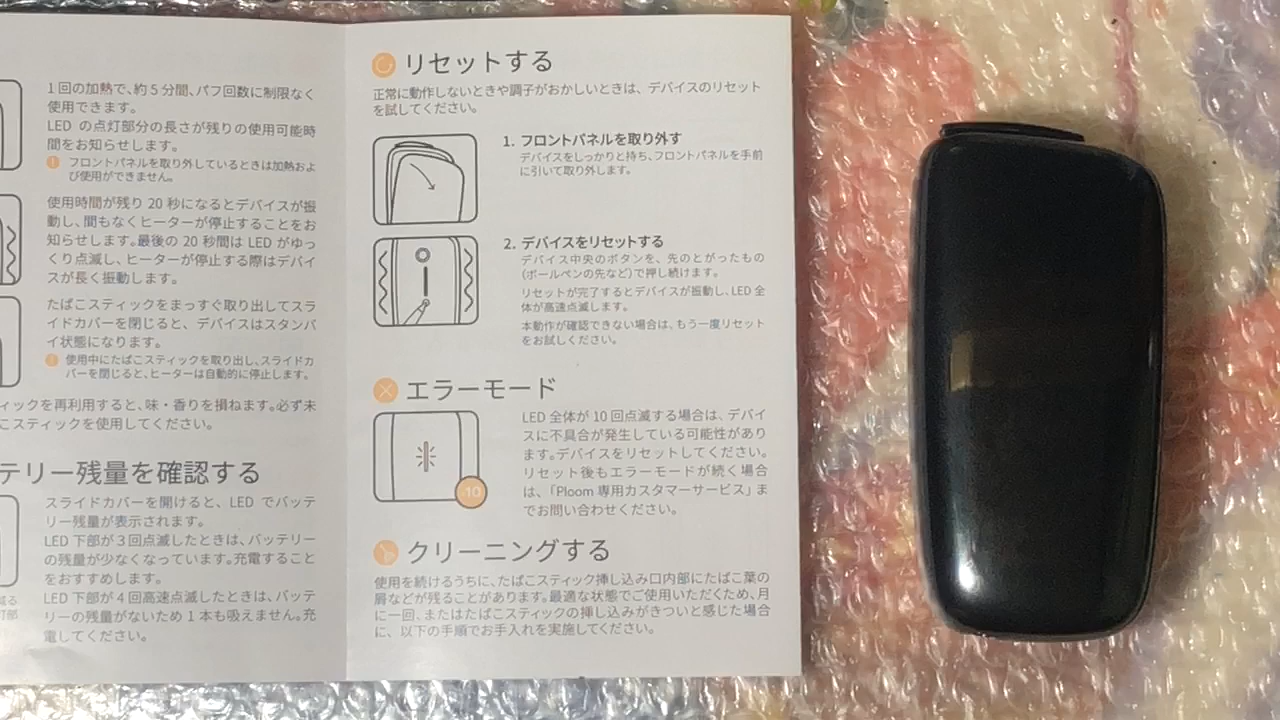 1回の加熱で、約5分間、パフ回数に制限なく
使用できます。
LED の点灯部分の長さが残りの使用可能時
間をお知らせします。
フロントパネルを取り外しているときは加熱およ
び使用ができません。
使用時間が残り 20 秒になるとデバイスが振
動し、間もなくヒーターが停止することをお
知らせします。最後の 20 秒間は LED がゆっ
くり点滅し、ヒーターが停止する際はデバイ
スが長く振動します。
たばこスティックをまっすぐ取り出してスラ
イドカバーを閉じると、デバイスはスタンバ
イ状態になります。
使用中にたばこスティックを取り出し、スライドカ
バーを閉じると、ヒーターは自動的に停止します。
ィックを再利用すると、味・香りを損ねます。必ず未
こスティックを使用してください。
テリー残量を確認する
スライドカバーを開けると、LED でバッテ
リー残量が表示されます。
LED 下部が3回点滅したときは、バッテリー
の残量が少なくなっています。充電すること
をおすすめします。
LED 下部が4回高速点滅したときは、バッテ
リーの残量がないため1本も吸えません。充
電してください。
リセットする
正常に動作しないときや調子がおかしいときは、デバイスのリセット
を試してください。
1. フロントパネルを取り外す
デバイスをしっかりと持ち、フロントパネルを手前
に引いて取り外します。
2. デバイスをリセットする
デバイス中央のボタンを、先のとがったもの
(ボールペンの先など)で押し続けます。
リセットが完了するとデバイスが振動し、LED 全
体が高速点滅します。
本動作が確認できない場合は、もう一度リセット
をお試しください。
エラーモード
LED 全体が 10 回点滅する場合は、デバイ
スに不具合が発生している可能性があり
ます。デバイスをリセットしてください。
リセット後もエラーモードが続く場合
は、「Ploom 専用カスタマーサービス」ま
でお問い合わせください。
クリーニングする
使用を続けるうちに、たばこスティック挿し込み口内部にたばこ葉の
屑などが残ることがあります。最適な状態でご使用いただくため、月
に一回、またはたばこスティックの挿し込みがきついと感じた場合
に、以下の手順でお手入れを実施してください。